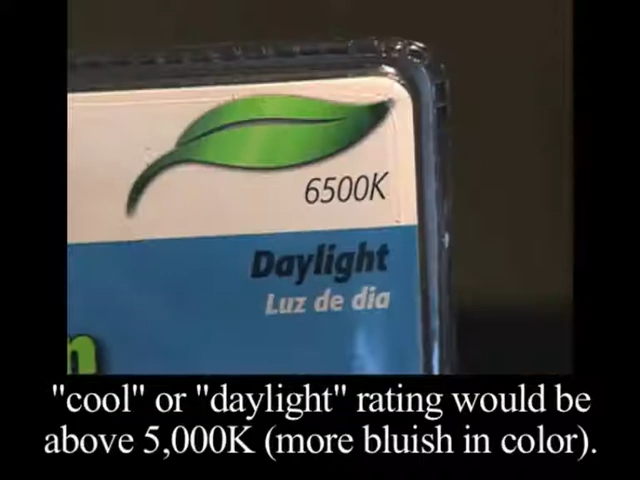 6500K
Daylight
Luz de dia
"cool" or "daylight" rating would be
above 5,000K (more bluish in color).